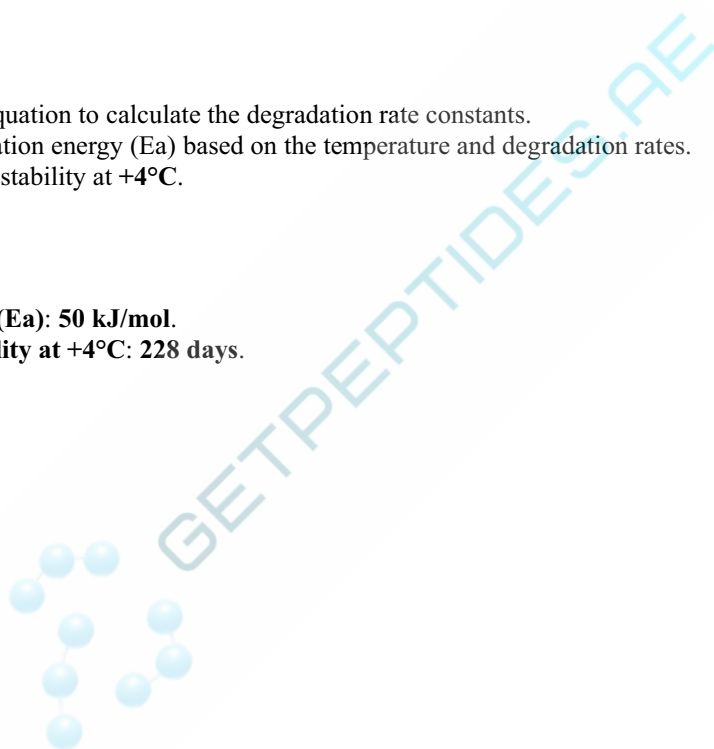 quation to calculate the degradation rate constants.
ation energy (Ea) based on the temperature and degradation rates.
stability at +4°C.
(Ea): 50 kJ/mol.
lity at +4°C: 228 days.
GETPEPTIDES.AE